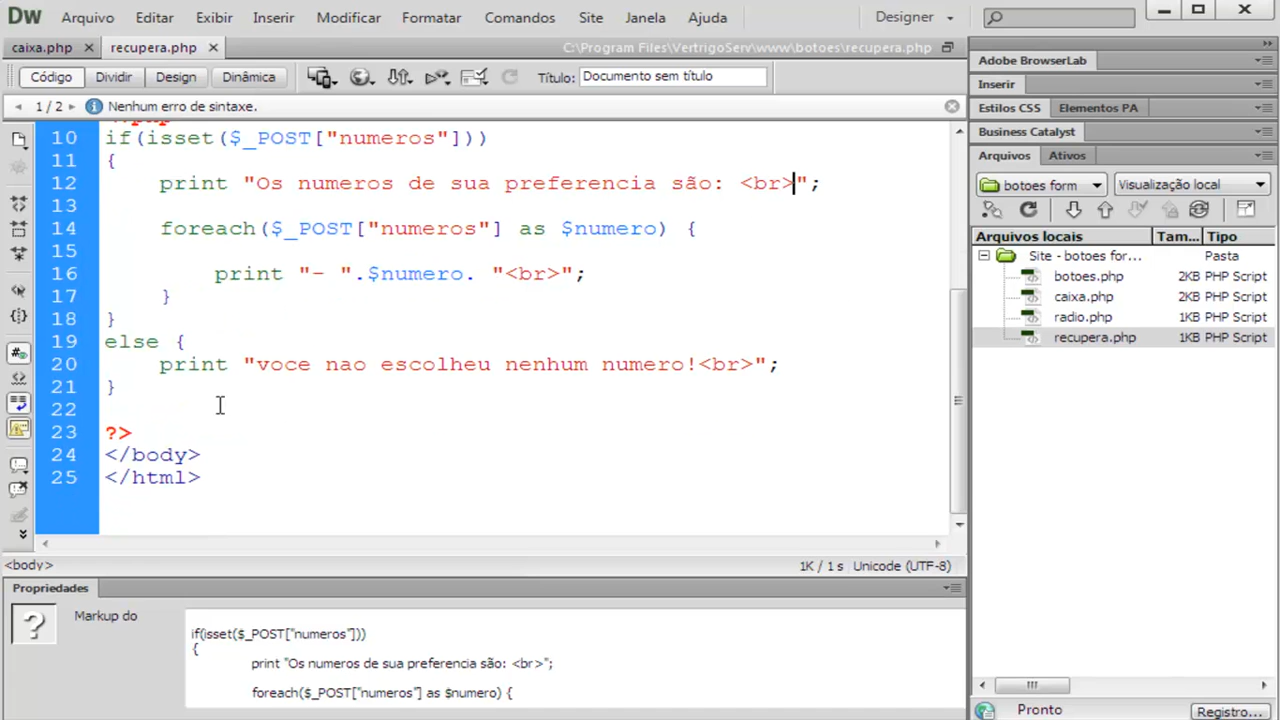 Dw Arquivo Editar Exibir Inserir Modificar Formatar Comandos Site Janela Ajuda Designer
caixa.php recupera.php C:\Program Files\VertrigoServ\www\botoes\recupera.php
Código Dividir Design Dinâmica Título: Documento sem título
1 / 2 Nenhum erro de sintaxe.
10 if(isset($_POST["numeros"]))
11 {
12 print "Os numeros de sua preferencia são: <br>";
13
14 foreach($_POST["numeros"] as $numero) {
15
16 print "- ".$numero. "<br>";
17 }
18 }
19 else {
20 print "voce nao escolheu nenhum numero!<br>";
21 }
22
23 ?>
24 </body>
25 </html>
<body> 1K / 1 s Unicode (UTF-8)
Propriedades
? Markup do
if(isset($_POST["numeros"]))
{
print "Os numeros de sua preferencia são: <br>";
foreach($_POST["numeros"] as $numero) {
Adobe BrowserLab
Inserir
Estilos CSS Elementos PA
Business Catalyst
Arquivos Ativos
botoes form Visualização local
Arquivos locais Tam... Tipo
Site - botoes for... Pasta
botoes.php 2KB PHP Script
caixa.php 2KB PHP Script
radio.php 1KB PHP Script
recupera.php 1KB PHP Script
Pronto Registro...